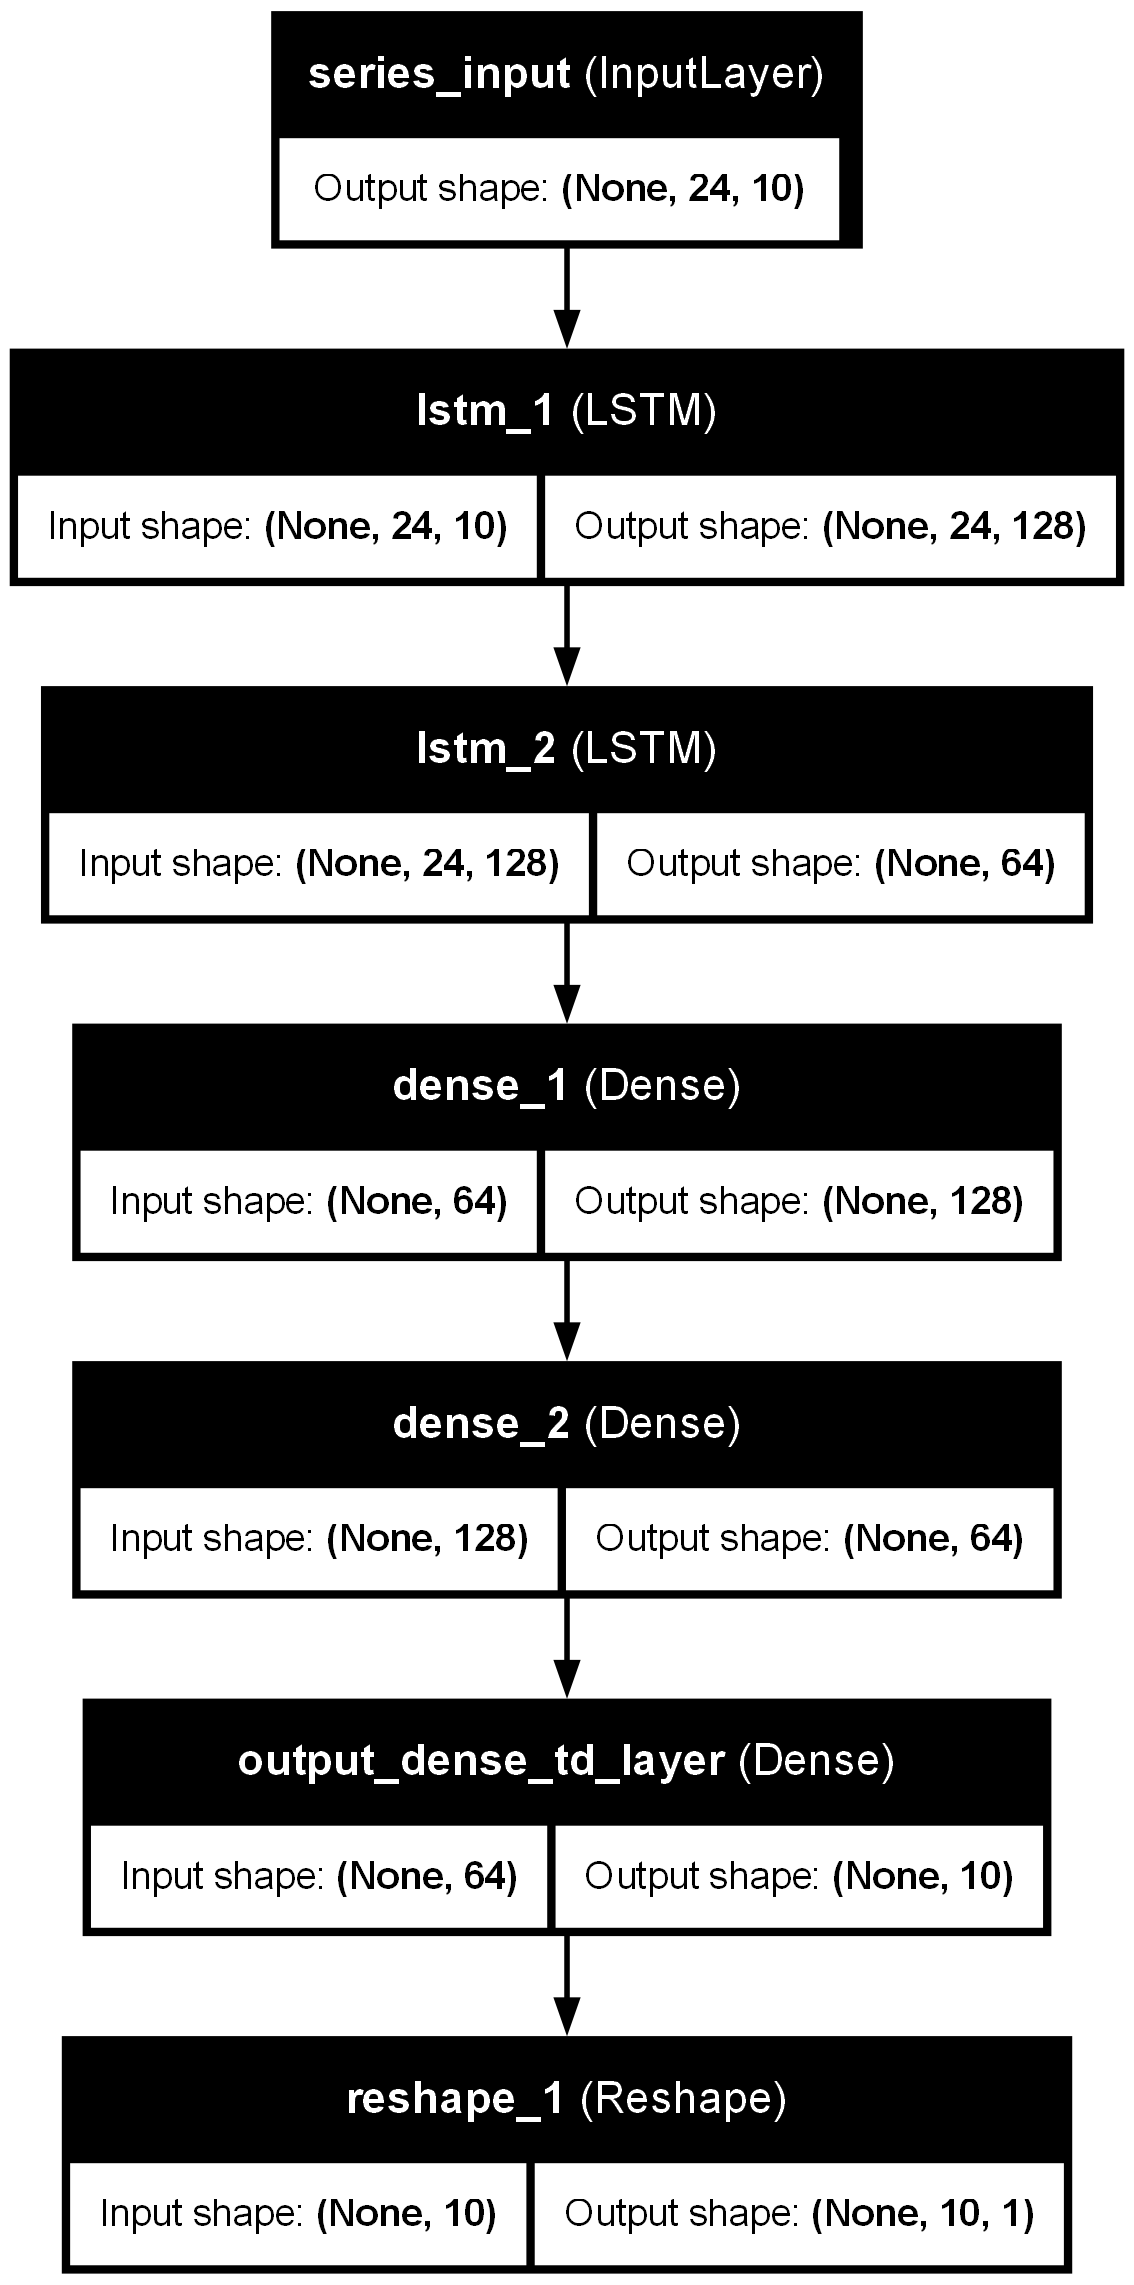 series_input (InputLayer)
Output shape: (None, 24, 10)
lstm_1 (LSTM)
Input shape: (None, 24, 10) Output shape: (None, 24, 128)
lstm_2 (LSTM)
Input shape: (None, 24, 128) Output shape: (None, 64)
dense_1 (Dense)
Input shape: (None, 64) Output shape: (None, 128)
dense_2 (Dense)
Input shape: (None, 128) Output shape: (None, 64)
output_dense_td_layer (Dense)
Input shape: (None, 64) Output shape: (None, 10)
reshape_1 (Reshape)
Input shape: (None, 10) Output shape: (None, 10, 1)